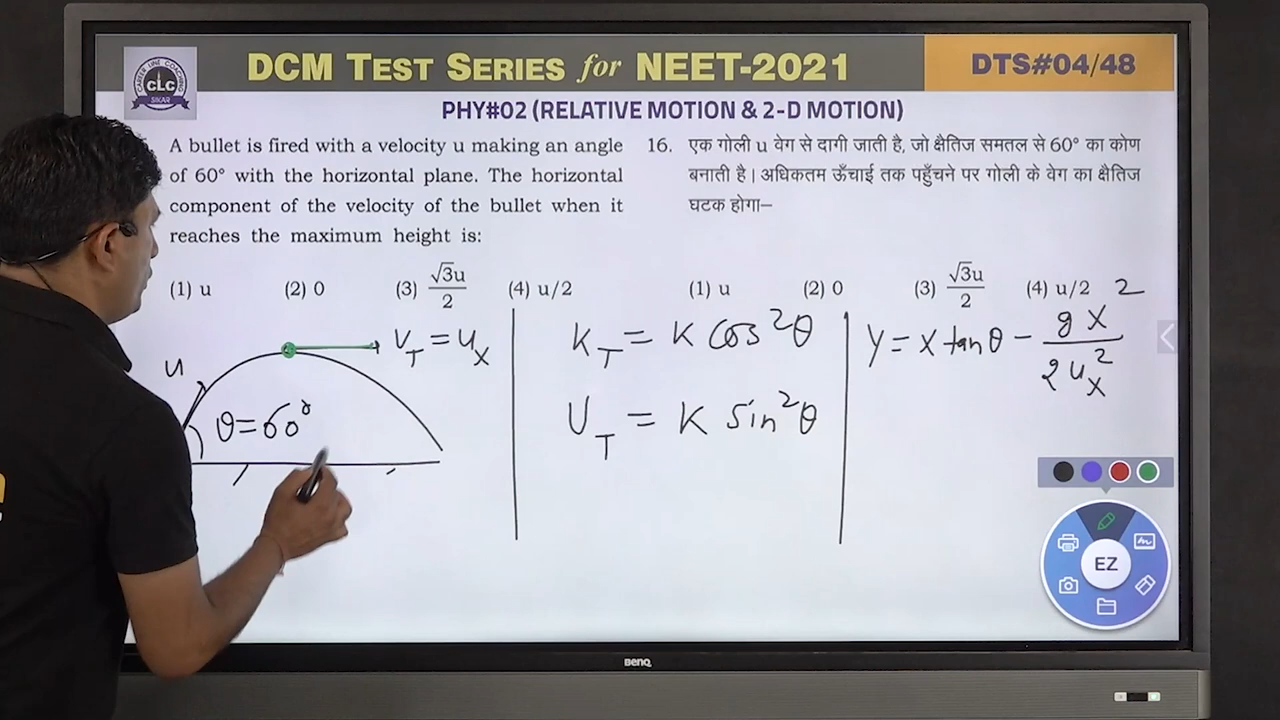 DCM TEST SERIES for NEET-2021
DTS#04/48
CLC
SIKAR
PHY#02 (RELATIVE MOTION & 2-D MOTION)
A bullet is fired with a velocity u making an angle
of 60° with the horizontal plane. The horizontal
component of the velocity of the bullet when it
reaches the maximum height is:
(1) u (2) 0 (3) √3u/2 (4) u/2
16. एक गोली u वेग से दागी जाती है, जो क्षैतिज समतल से 60° का कोण
बनाती है। अधिकतम ऊँचाई तक पहुँचने पर गोली के वेग का क्षैतिज
घटक होगा–
(1) u (2) 0 (3) √3u/2 (4) u/2
u
V_T = u_x
θ = 60°
K_T = K cos²θ
U_T = K sin²θ
Y = x tanθ − g x²/2 u_x²
EZ
BenQ